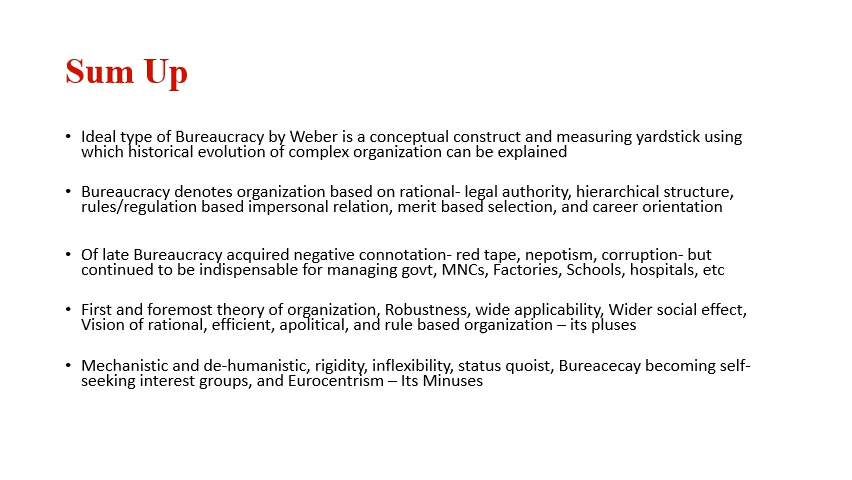 Sum Up
• Ideal type of Bureaucracy by Weber is a conceptual construct and measuring yardstick using
which historical evolution of complex organization can be explained
• Bureaucracy denotes organization based on rational- legal authority, hierarchical structure,
rules/regulation based impersonal relation, merit based selection, and career orientation
• Of late Bureaucracy acquired negative connotation- red tape, nepotism, corruption- but
continued to be indispensable for managing govt, MNCs, Factories, Schools, hospitals, etc
• First and foremost theory of organization, Robustness, wide applicability, Wider social effect,
Vision of rational, efficient, apolitical, and rule based organization – its pluses
• Mechanistic and de-humanistic, rigidity, inflexibility, status quoist, Bureacecay becoming self-
seeking interest groups, and Eurocentrism – Its Minuses